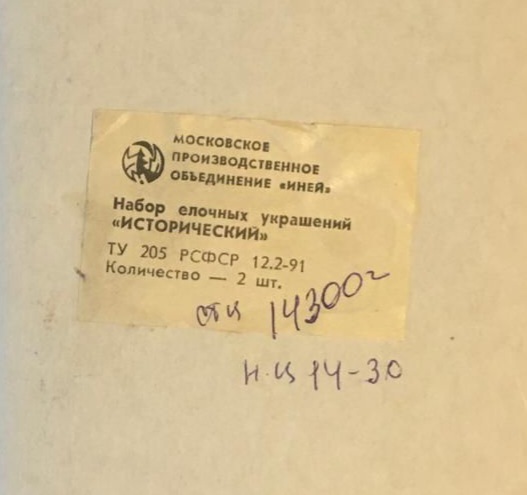 МОСКОВСКОЕ
ПРОИЗВОДСТВЕННОЕ
ОБЪЕДИНЕНИЕ «ИНЕЙ»
Набор елочных украшений
«ИСТОРИЧЕСКИЙ»
ТУ 205 РСФСР 12.2-91
Количество — 2 шт.
14300
Н.Ц 14-30